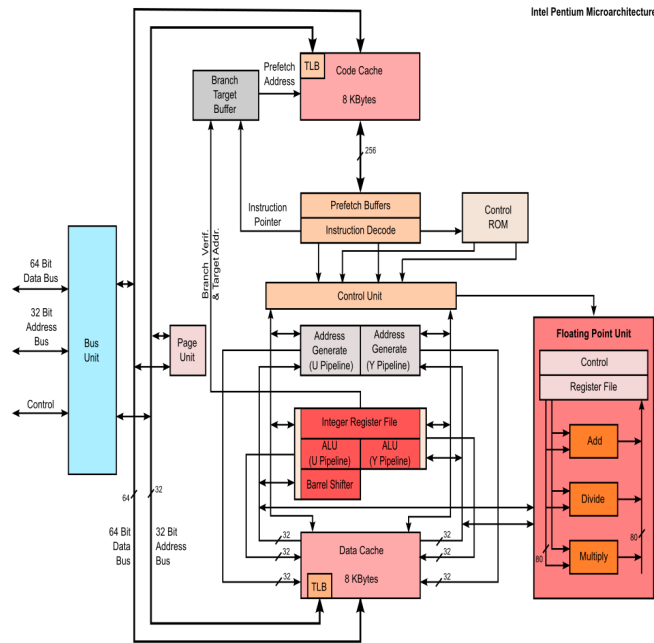 Intel Pentium Microarchitecture
TLB
Code Cache
8 KBytes
Prefetch
Address
Branch
Target
Buffer
256
Prefetch Buffers
Instruction Decode
Instruction
Pointer
Control
ROM
Branch Verif.
& Target Addr.
Control Unit
64 Bit
Data Bus
32 Bit
Address
Bus
Control
Bus
Unit
Page
Unit
Address
Generate
(U Pipeline)
Address
Generate
(Y Pipeline)
Floating Point Unit
Control
Register File
Add
Divide
Multiply
80
80
Integer Register File
ALU
(U Pipeline)
ALU
(Y Pipeline)
Barrel Shifter
64
32
64 Bit
Data
Bus
32 Bit
Address
Bus
32
32
32
32
32
32
Data Cache
8 KBytes
TLB